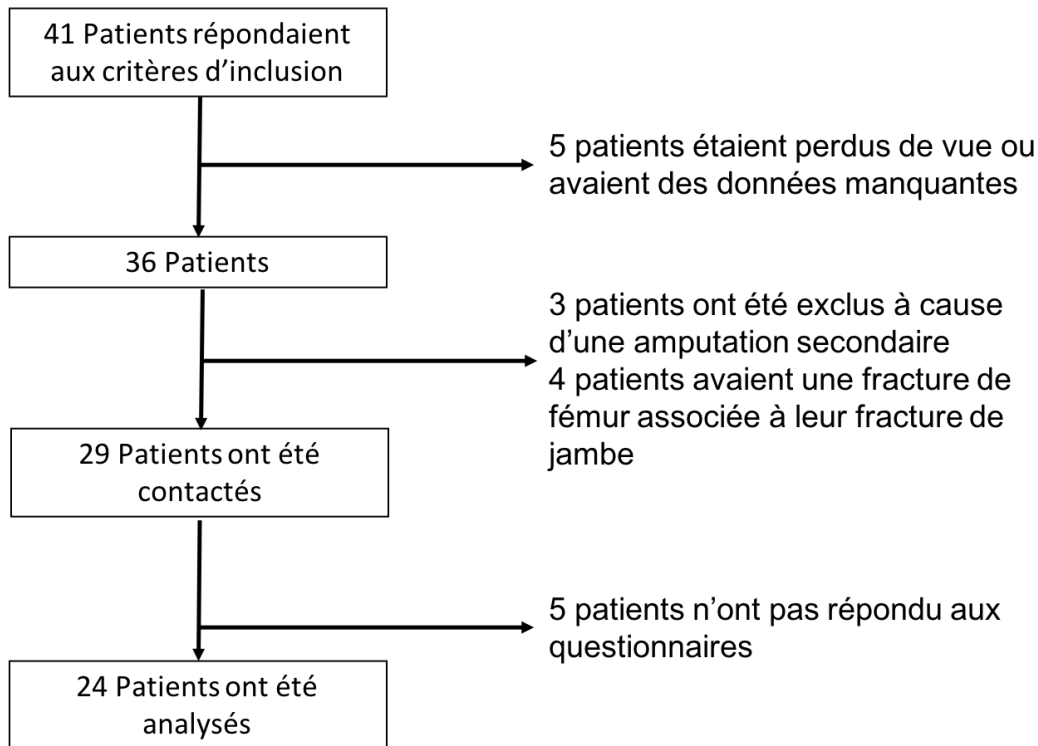 41 Patients répondaient
aux critères d’inclusion
5 patients étaient perdus de vue ou
avaient des données manquantes
36 Patients
3 patients ont été exclus à cause
d’une amputation secondaire
4 patients avaient une fracture de
fémur associée à leur fracture de
jambe
29 Patients ont été
contactés
5 patients n’ont pas répondu aux
questionnaires
24 Patients ont été
analysés